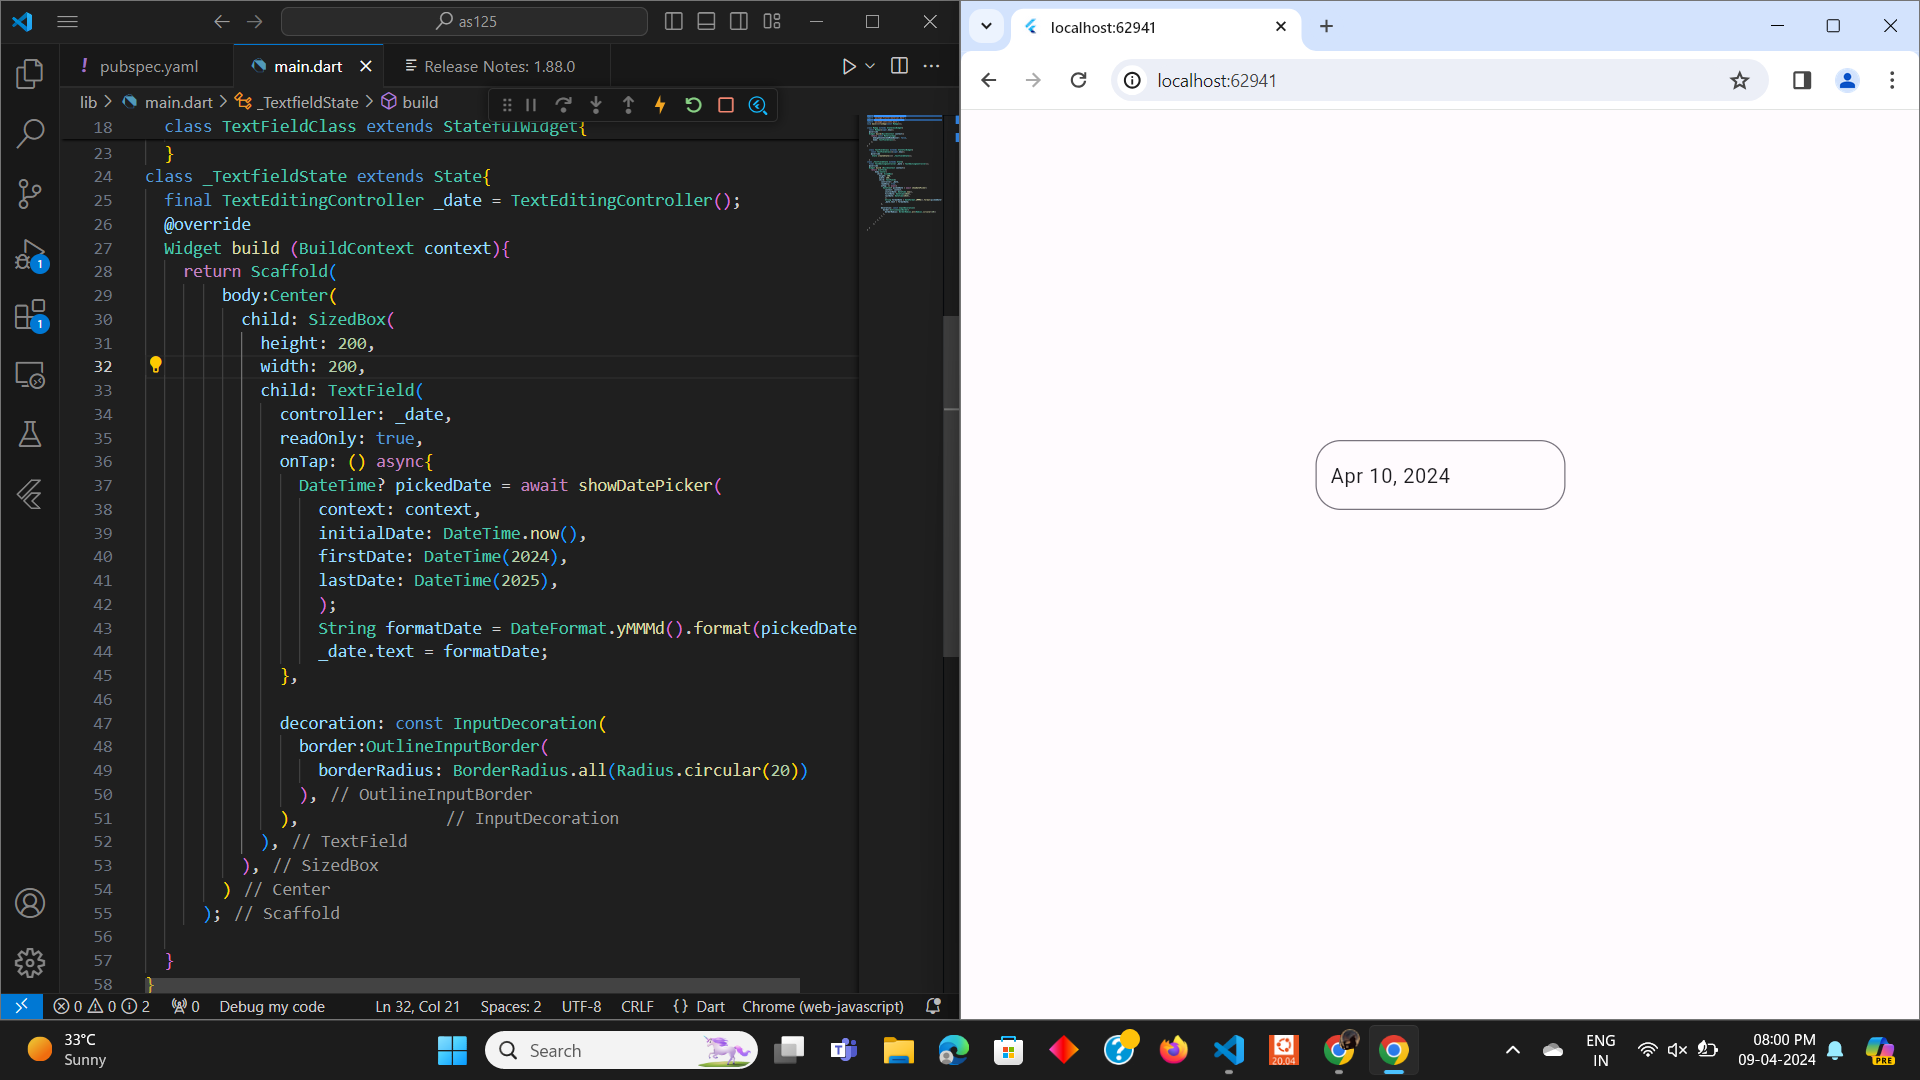 as125
pubspec.yaml
main.dart
Release Notes: 1.88.0
lib > main.dart > _TextfieldState > build
18 class TextFieldClass extends StatefulWidget{
23 }
24 class _TextfieldState extends State{
25 final TextEditingController _date = TextEditingController();
26 @override
27 Widget build (BuildContext context){
28 return Scaffold(
29 body:Center(
30 child: SizedBox(
31 height: 200,
32 width: 200,
33 child: TextField(
34 controller: _date,
35 readOnly: true,
36 onTap: () async{
37 DateTime? pickedDate = await showDatePicker(
38 context: context,
39 initialDate: DateTime.now(),
40 firstDate: DateTime(2024),
41 lastDate: DateTime(2025),
42 );
43 String formatDate = DateFormat.yMMMd().format(pickedDate
44 _date.text = formatDate;
45 },
46
47 decoration: const InputDecoration(
48 border:OutlineInputBorder(
49 borderRadius: BorderRadius.all(Radius.circular(20))
50 ), // OutlineInputBorder
51 ), // InputDecoration
52 ), // TextField
53 ), // SizedBox
54 ) // Center
55 ); // Scaffold
56
57 }
58 }
1
1
0 0 2 0 Debug my code Ln 32, Col 21 Spaces: 2 UTF-8 CRLF {} Dart Chrome (web-javascript)
localhost:62941
localhost:62941
Apr 10, 2024
33°C
Sunny
Search
20.04
ENG
IN
08:00 PM
09-04-2024
PRE